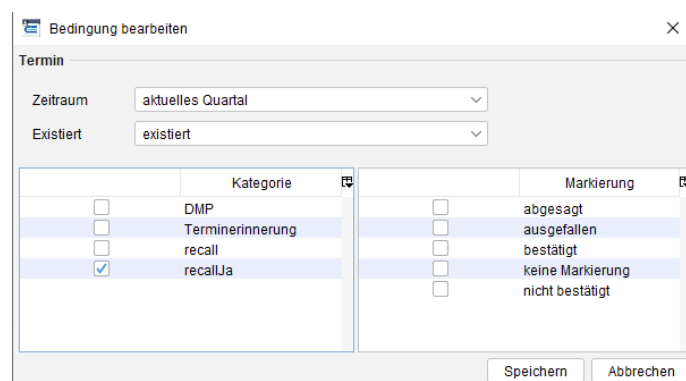 Bedingung bearbeiten
Termin
Zeitraum aktuelles Quartal
Existiert existiert
Kategorie Markierung
DMP abgesagt
Terminerinnerung ausgefallen
recall bestätigt
recallJa keine Markierung
nicht bestätigt
Speichern Abbrechen